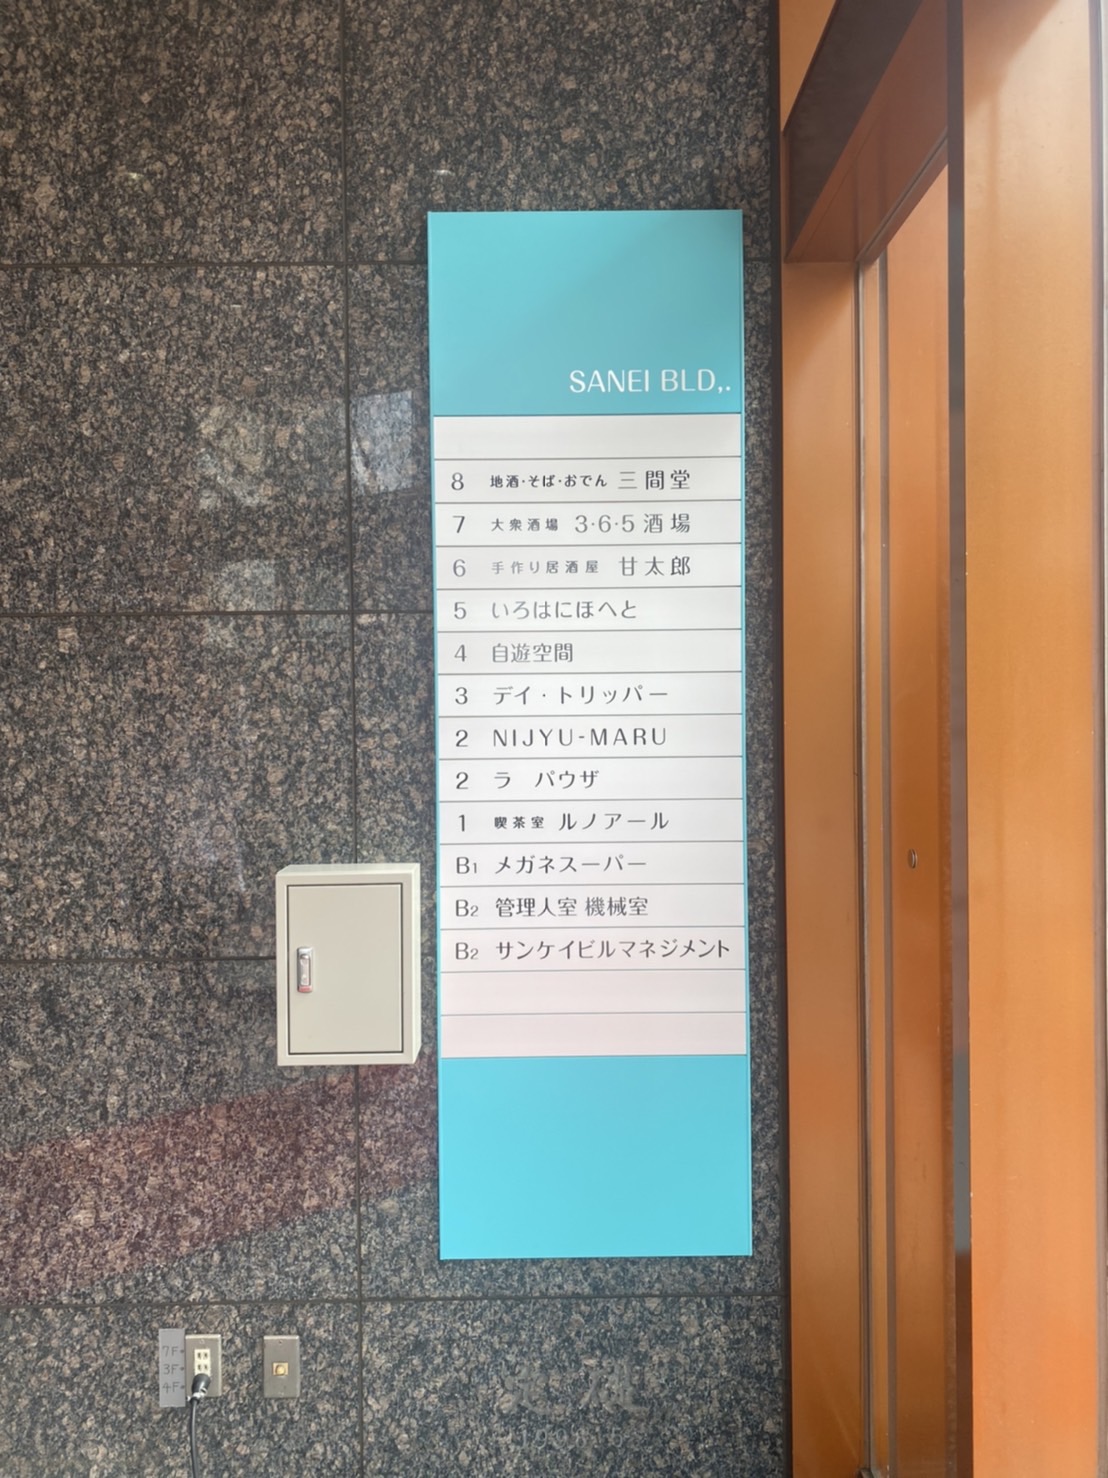 SANEI BLD,.
8 地酒・そば・おでん 三間堂
7 大衆酒場 3・6・5酒場
6 手作り居酒屋 甘太郎
5 いろはにほへと
4 自遊空間
3 デイ・トリッパー
2 NIJYU-MARU
2 ラ パウザ
1 喫茶室 ルノアール
B1 メガネスーパー
B2 管理人室 機械室
B2 サンケイビルマネジメント
7F
3F
4F